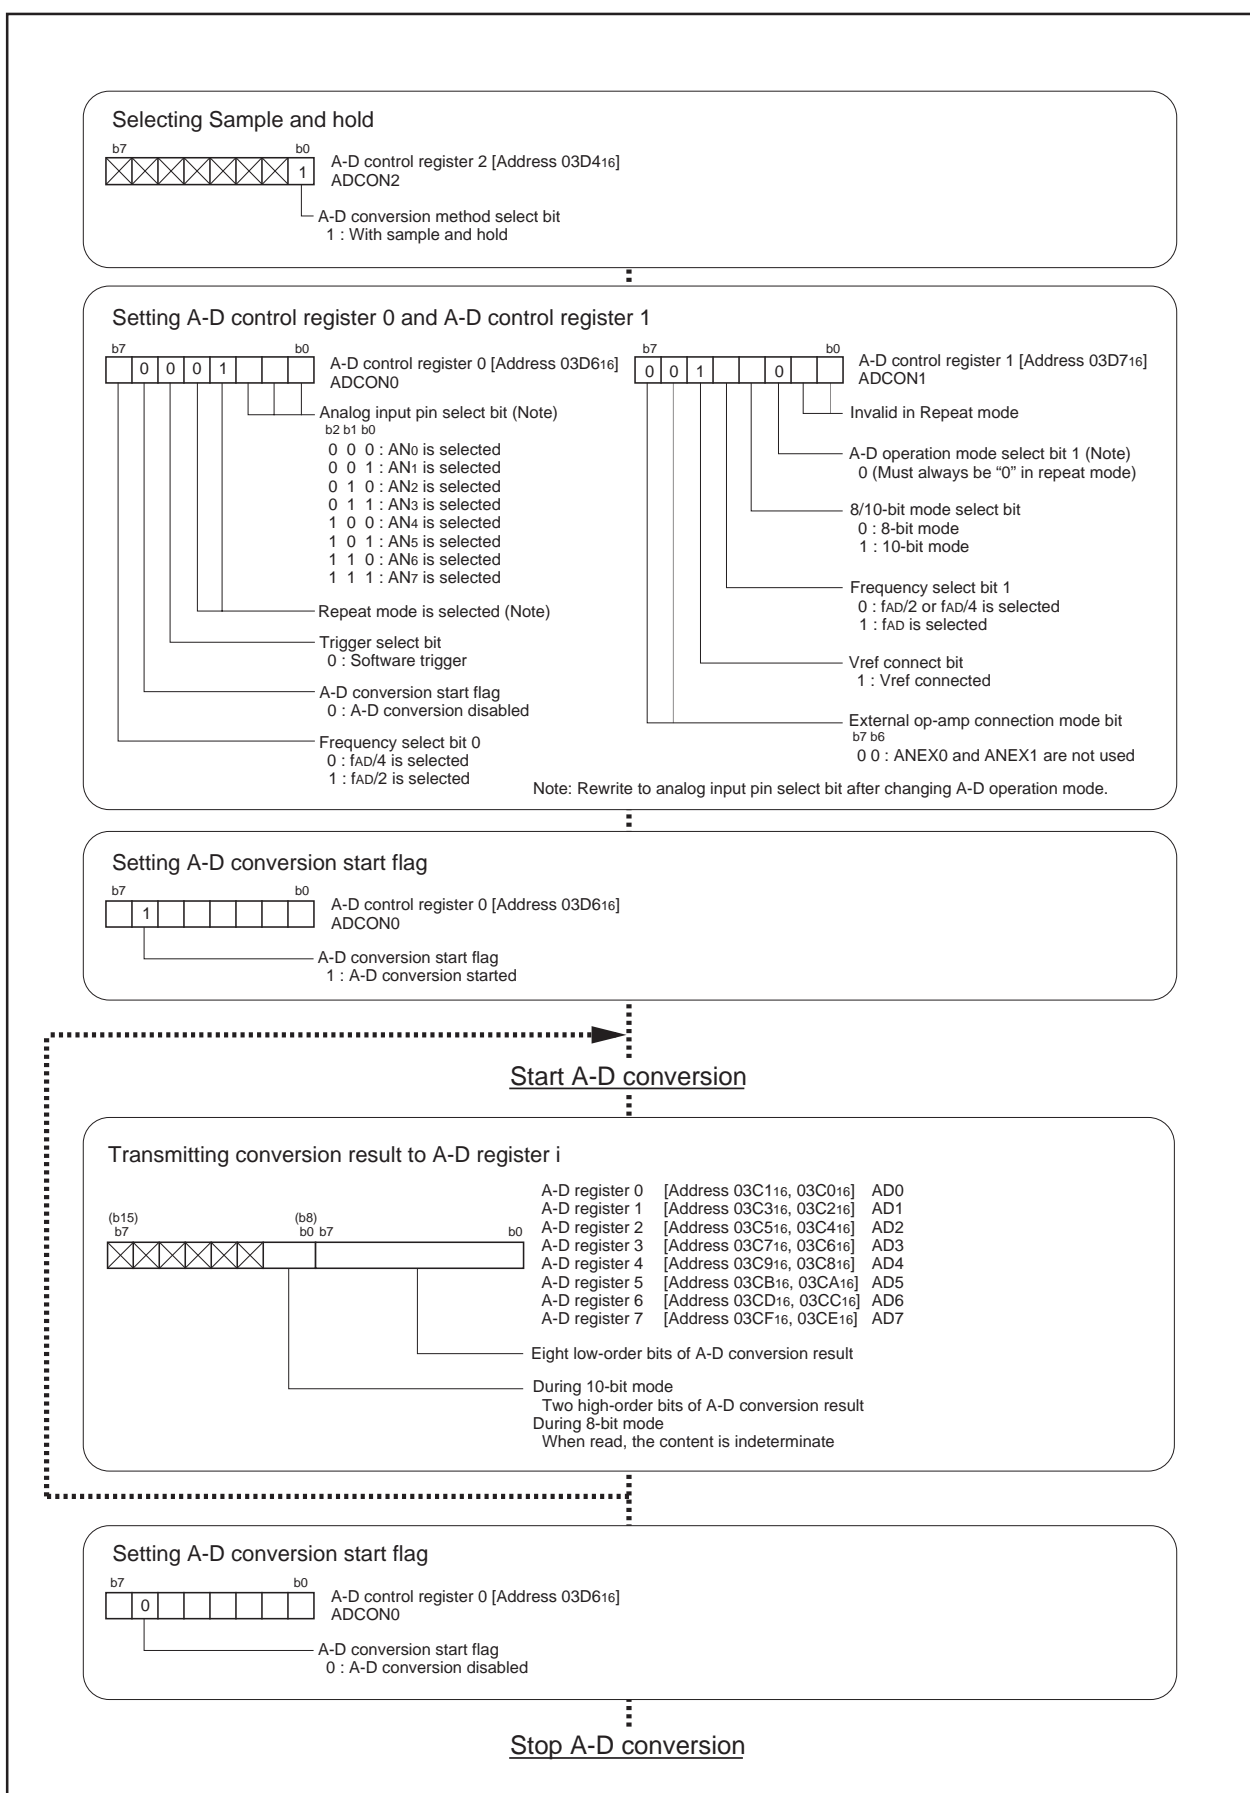 Selecting Sample and hold
b7 b0
1
A-D control register 2 [Address 03D416]
ADCON2
A-D conversion method select bit
1 : With sample and hold
Setting A-D control register 0 and A-D control register 1
b7 b0
0 0 0 1
A-D control register 0 [Address 03D616]
ADCON0
Analog input pin select bit (Note)
b2 b1 b0
0 0 0 : AN0 is selected
0 0 1 : AN1 is selected
0 1 0 : AN2 is selected
0 1 1 : AN3 is selected
1 0 0 : AN4 is selected
1 0 1 : AN5 is selected
1 1 0 : AN6 is selected
1 1 1 : AN7 is selected
Repeat mode is selected (Note)
Trigger select bit
0 : Software trigger
A-D conversion start flag
0 : A-D conversion disabled
Frequency select bit 0
0 : fAD/4 is selected
1 : fAD/2 is selected
b7 b0
0 0 1 0
A-D control register 1 [Address 03D716]
ADCON1
Invalid in Repeat mode
A-D operation mode select bit 1 (Note)
0 (Must always be “0” in repeat mode)
8/10-bit mode select bit
0 : 8-bit mode
1 : 10-bit mode
Frequency select bit 1
0 : fAD/2 or fAD/4 is selected
1 : fAD is selected
Vref connect bit
1 : Vref connected
External op-amp connection mode bit
b7 b6
0 0 : ANEX0 and ANEX1 are not used
Note: Rewrite to analog input pin select bit after changing A-D operation mode.
Setting A-D conversion start flag
b7 b0
1
A-D control register 0 [Address 03D616]
ADCON0
A-D conversion start flag
1 : A-D conversion started
Start A-D conversion
Transmitting conversion result to A-D register i
(b15) (b8)
b7 b0 b7 b0
A-D register 0 [Address 03C116, 03C016] AD0
A-D register 1 [Address 03C316, 03C216] AD1
A-D register 2 [Address 03C516, 03C416] AD2
A-D register 3 [Address 03C716, 03C616] AD3
A-D register 4 [Address 03C916, 03C816] AD4
A-D register 5 [Address 03CB16, 03CA16] AD5
A-D register 6 [Address 03CD16, 03CC16] AD6
A-D register 7 [Address 03CF16, 03CE16] AD7
Eight low-order bits of A-D conversion result
During 10-bit mode
Two high-order bits of A-D conversion result
During 8-bit mode
When read, the content is indeterminate
Setting A-D conversion start flag
b7 b0
0
A-D control register 0 [Address 03D616]
ADCON0
A-D conversion start flag
0 : A-D conversion disabled
Stop A-D conversion